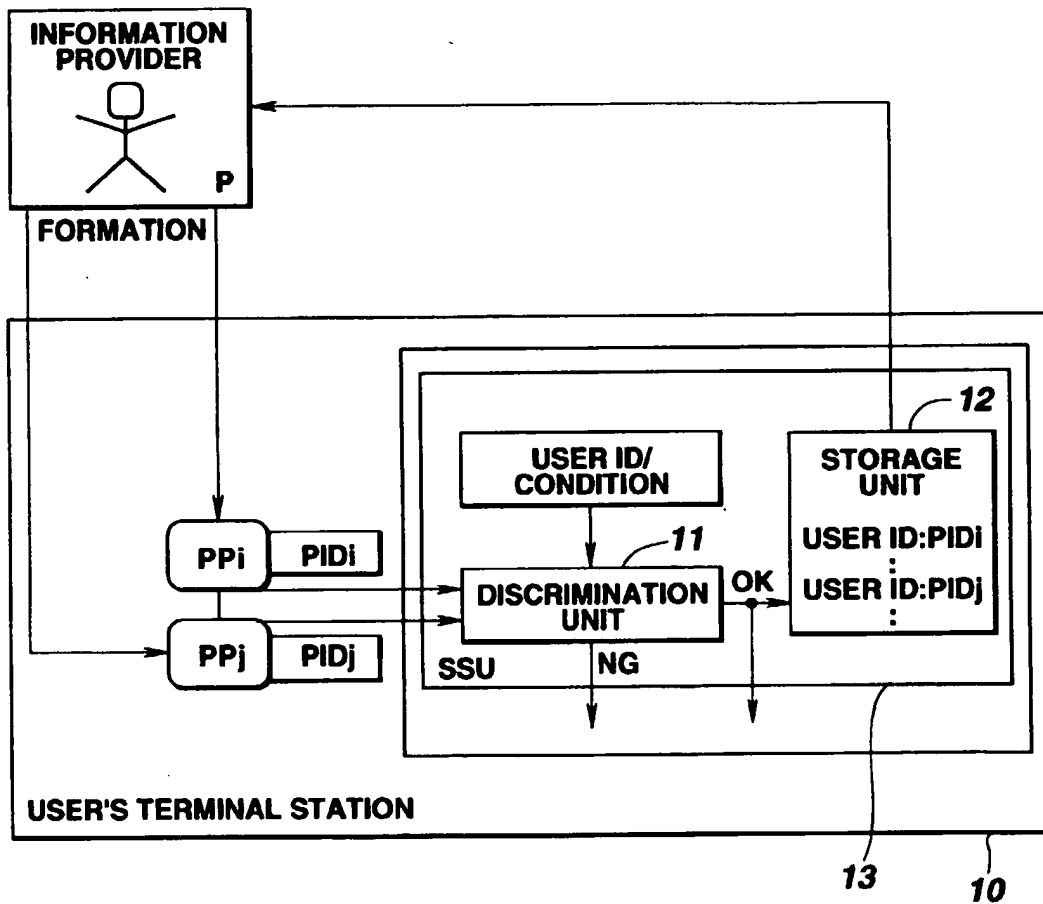 INFORMATION
PROVIDER
P
FORMATION
12
USER ID/
CONDITION
STORAGE
UNIT
USER ID:PIDi
:
USER ID:PIDj
:
11
PPi
PIDi
DISCRIMINATION
UNIT
OK
PPj
PIDj
SSU
NG
USER'S TERMINAL STATION
13
10